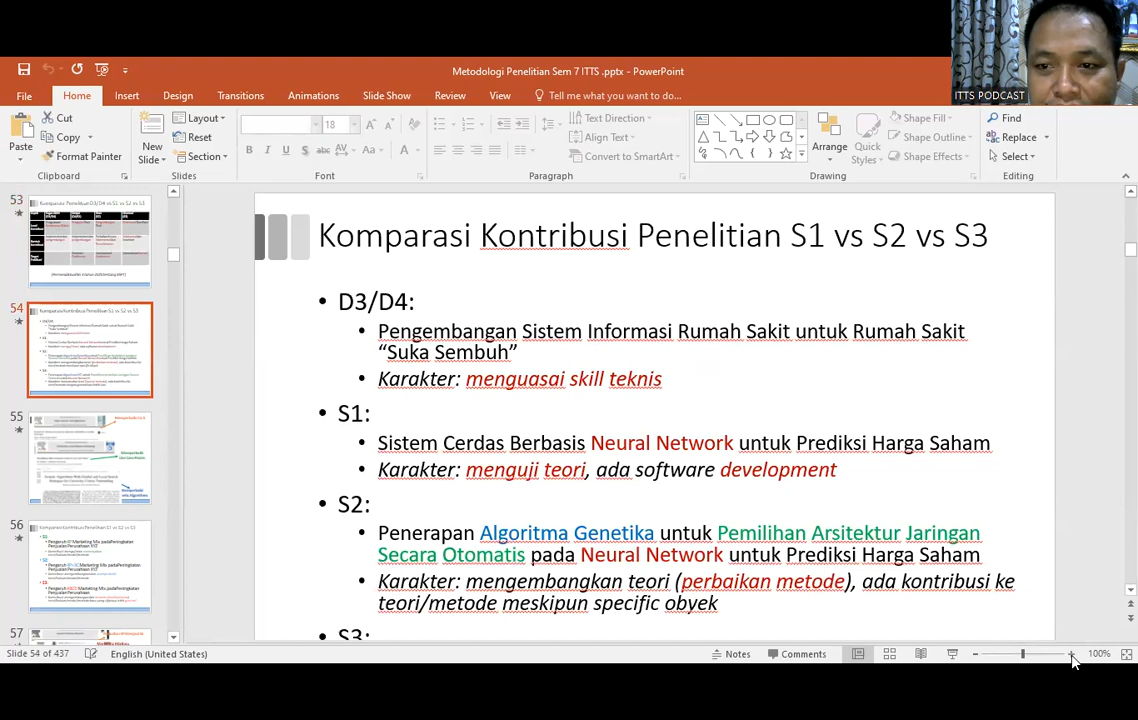 ITTS PODCAST
Metodologi Penelitian Sem 7 ITTS .pptx - PowerPoint
File Home Insert Design Transitions Animations Slide Show Review View Tell me what you want to do...
Paste
Cut
Copy
Format Painter
Clipboard
New
Slide
Layout
Reset
Section
Slides
18
Font
Text Direction
Align Text
Convert to SmartArt
Paragraph
Arrange
Quick
Styles
Shape Fill
Shape Outline
Shape Effects
Drawing
Find
Replace
Select
Editing
53
54
55
56
57
Komparasi Kontribusi Penelitian S1 vs S2 vs S3
• D3/D4:
• Pengembangan Sistem Informasi Rumah Sakit untuk Rumah Sakit
“Suka Sembuh”
• Karakter: menguasai skill teknis
• S1:
• Sistem Cerdas Berbasis Neural Network untuk Prediksi Harga Saham
• Karakter: menguji teori, ada software development
• S2:
• Penerapan Algoritma Genetika untuk Pemilihan Arsitektur Jaringan
Secara Otomatis pada Neural Network untuk Prediksi Harga Saham
• Karakter: mengembangkan teori (perbaikan metode), ada kontribusi ke
teori/metode meskipun specific obyek
• S3:
Slide 54 of 437 English (United States) Notes Comments 100%